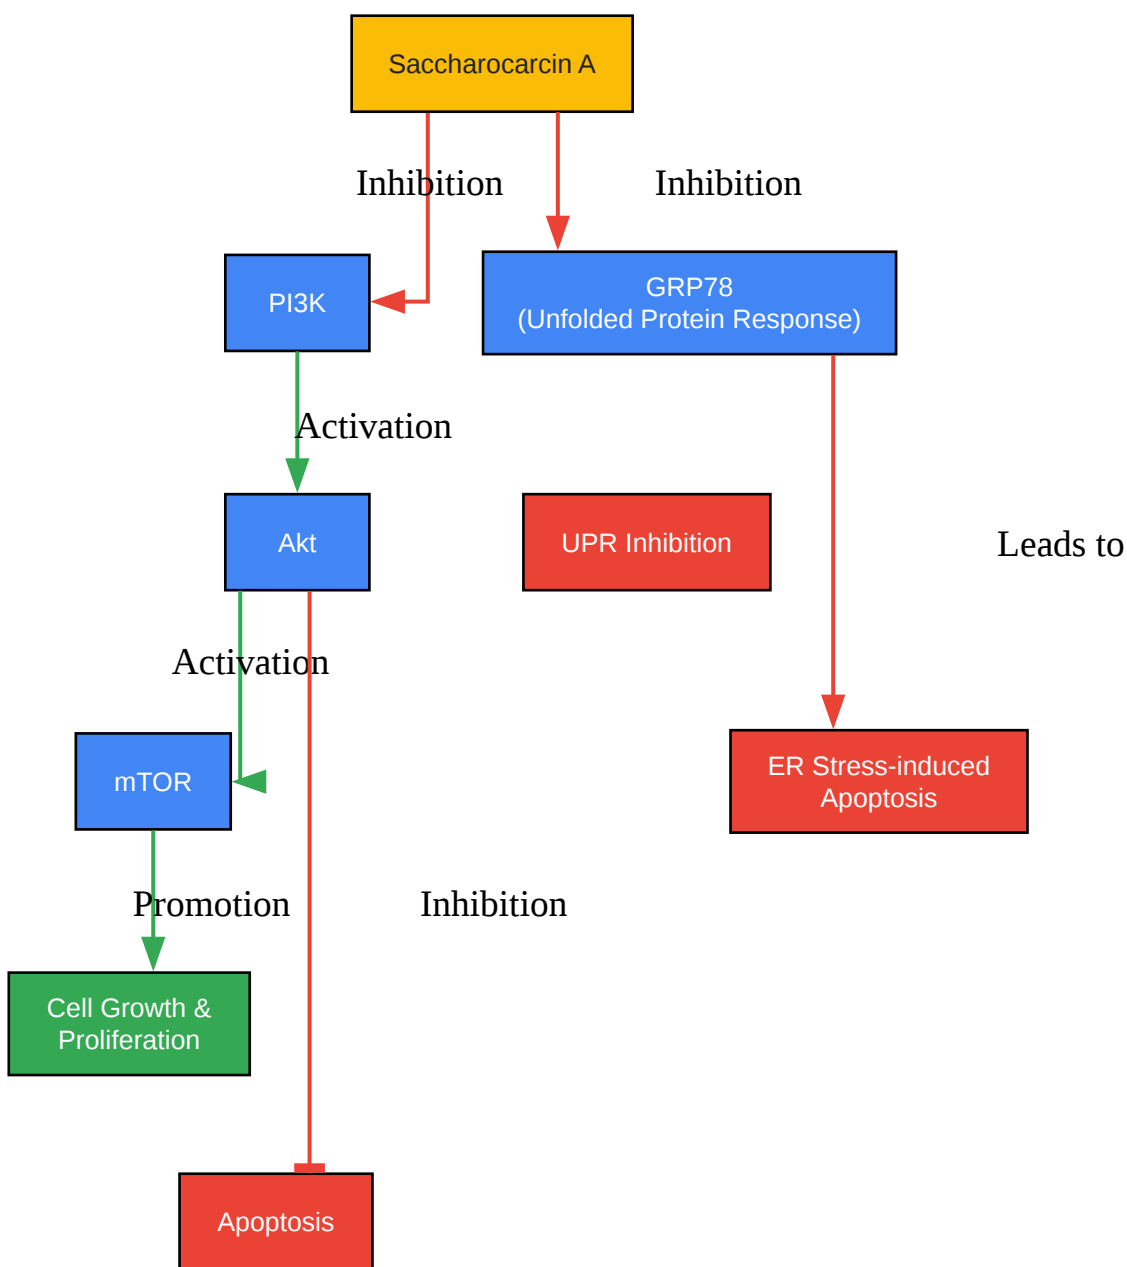 Saccharocarcin A
Inhibition
Inhibition
PI3K
GRP78
(Unfolded Protein Response)
Activation
Akt
UPR Inhibition
Leads to
Activation
mTOR
ER Stress-induced
Apoptosis
Promotion
Inhibition
Cell Growth &
Proliferation
Apoptosis